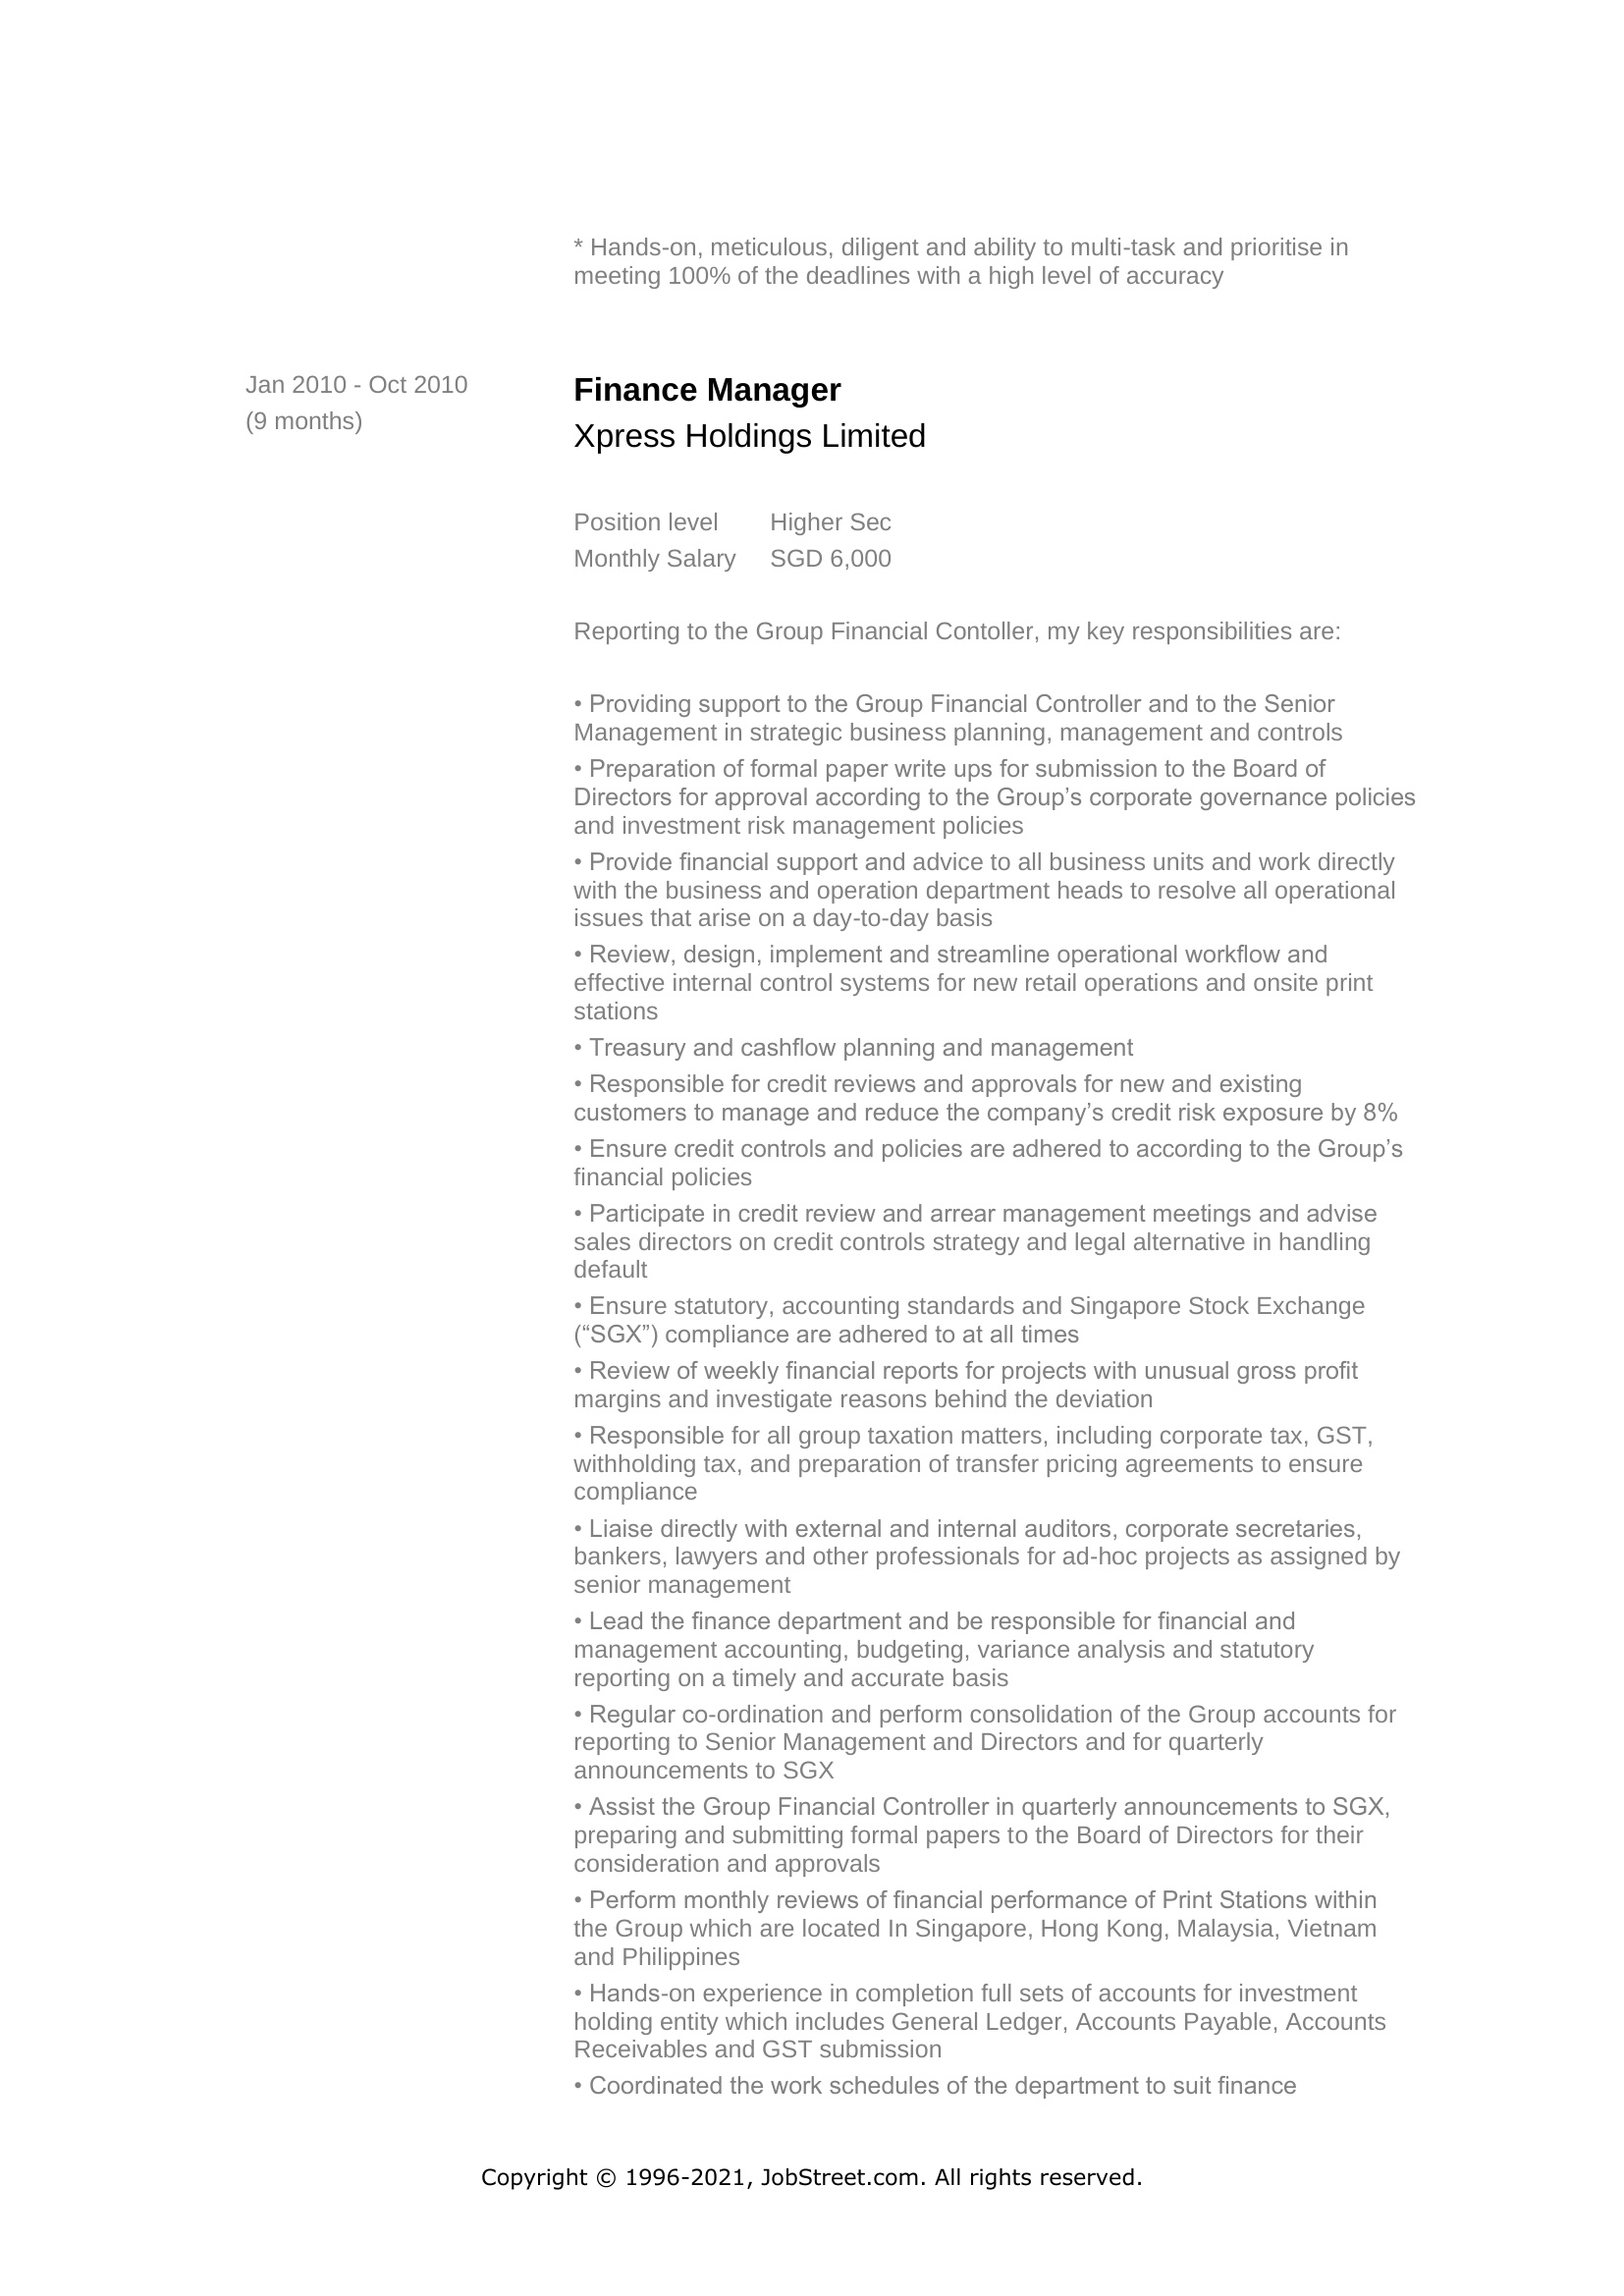 * Hands-on, meticulous, diligent and ability to multi-task and prioritise in
meeting 100% of the deadlines with a high level of accuracy
Jan 2010 - Oct 2010
(9 months)
Finance Manager
Xpress Holdings Limited
Position level Higher Sec
Monthly Salary SGD 6,000
Reporting to the Group Financial Contoller, my key responsibilities are:
• Providing support to the Group Financial Controller and to the Senior
Management in strategic business planning, management and controls
• Preparation of formal paper write ups for submission to the Board of
Directors for approval according to the Group’s corporate governance policies
and investment risk management policies
• Provide financial support and advice to all business units and work directly
with the business and operation department heads to resolve all operational
issues that arise on a day-to-day basis
• Review, design, implement and streamline operational workflow and
effective internal control systems for new retail operations and onsite print
stations
• Treasury and cashflow planning and management
• Responsible for credit reviews and approvals for new and existing
customers to manage and reduce the company’s credit risk exposure by 8%
• Ensure credit controls and policies are adhered to according to the Group’s
financial policies
• Participate in credit review and arrear management meetings and advise
sales directors on credit controls strategy and legal alternative in handling
default
• Ensure statutory, accounting standards and Singapore Stock Exchange
(“SGX”) compliance are adhered to at all times
• Review of weekly financial reports for projects with unusual gross profit
margins and investigate reasons behind the deviation
• Responsible for all group taxation matters, including corporate tax, GST,
withholding tax, and preparation of transfer pricing agreements to ensure
compliance
• Liaise directly with external and internal auditors, corporate secretaries,
bankers, lawyers and other professionals for ad-hoc projects as assigned by
senior management
• Lead the finance department and be responsible for financial and
management accounting, budgeting, variance analysis and statutory
reporting on a timely and accurate basis
• Regular co-ordination and perform consolidation of the Group accounts for
reporting to Senior Management and Directors and for quarterly
announcements to SGX
• Assist the Group Financial Controller in quarterly announcements to SGX,
preparing and submitting formal papers to the Board of Directors for their
consideration and approvals
• Perform monthly reviews of financial performance of Print Stations within
the Group which are located In Singapore, Hong Kong, Malaysia, Vietnam
and Philippines
• Hands-on experience in completion full sets of accounts for investment
holding entity which includes General Ledger, Accounts Payable, Accounts
Receivables and GST submission
• Coordinated the work schedules of the department to suit finance
Copyright © 1996-2021, JobStreet.com. All rights reserved.